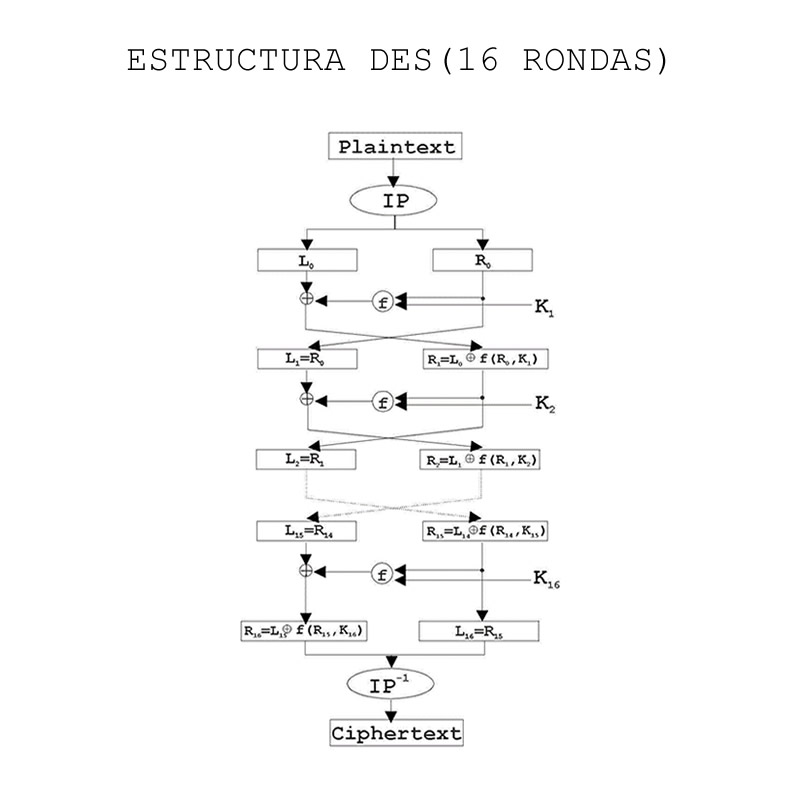 ESTRUCTURA DES(16 RONDAS)
Plaintext
IP
L₀ R₀
⊕ f K₁
L₁=R₀ R₁=L₀⊕f(R₀,K₁)
⊕ f K₂
L₂=R₁ R₂=L₁⊕f(R₁,K₂)
L₁₅=R₁₄ R₁₅=L₁₄⊕f(R₁₄,K₁₅)
⊕ f K₁₆
R₁₆=L₁₅⊕f(R₁₅,K₁₆) L₁₆=R₁₅
IP⁻¹
Ciphertext